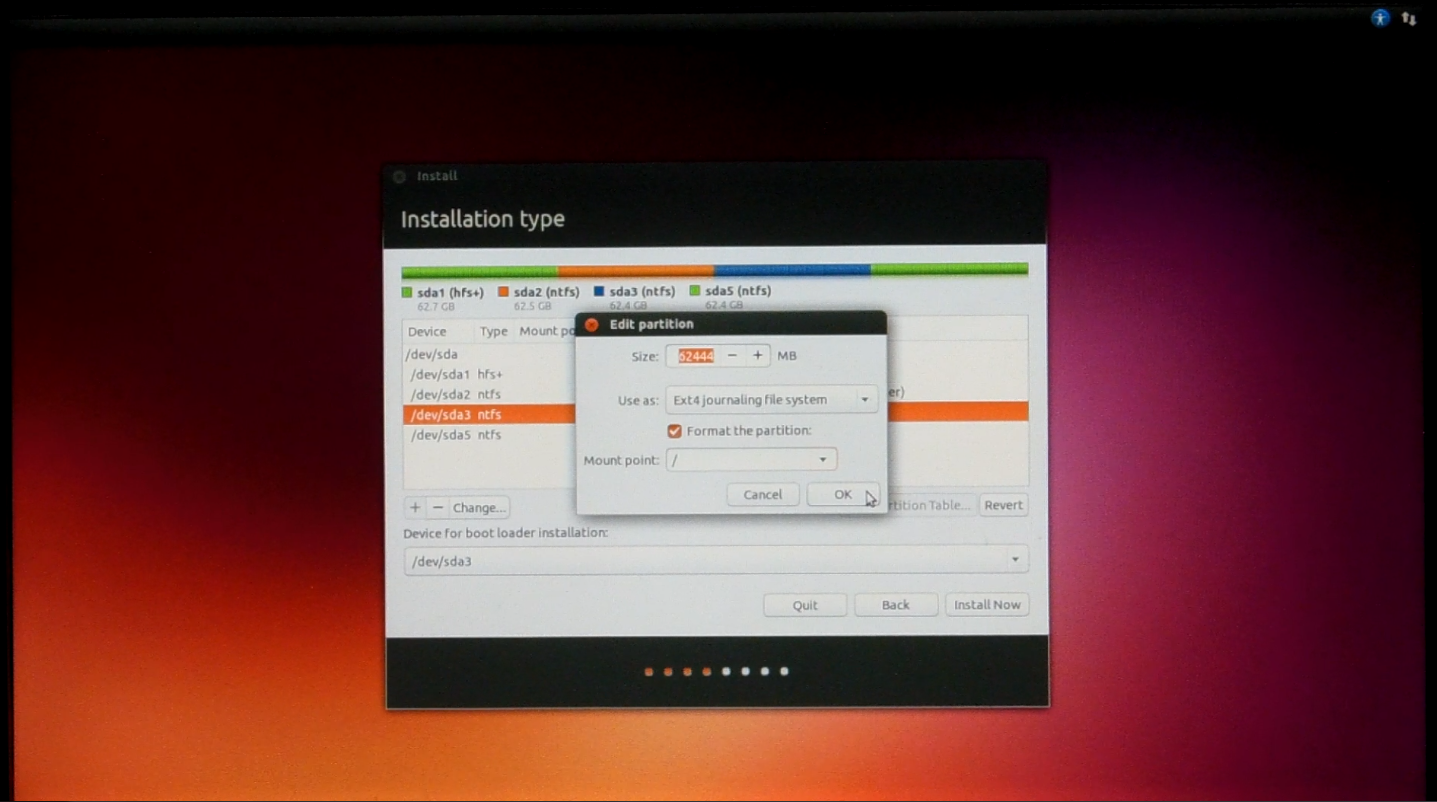 Install
Installation type
sda1 (hfs+) sda2 (ntfs) sda3 (ntfs) sda5 (ntfs)
62.7 GB 62.5 GB 62.4 GB 62.4 GB
Device Type Mount po
Edit partition
/dev/sda
Size: 62444 − + MB
/dev/sda1 hfs+
/dev/sda2 ntfs er)
Use as: Ext4 journaling file system
/dev/sda3 ntfs
Format the partition:
/dev/sda5 ntfs
Mount point: /
Cancel OK
+ − Change... rtition Table... Revert
Device for boot loader installation:
/dev/sda3
Quit Back Install Now